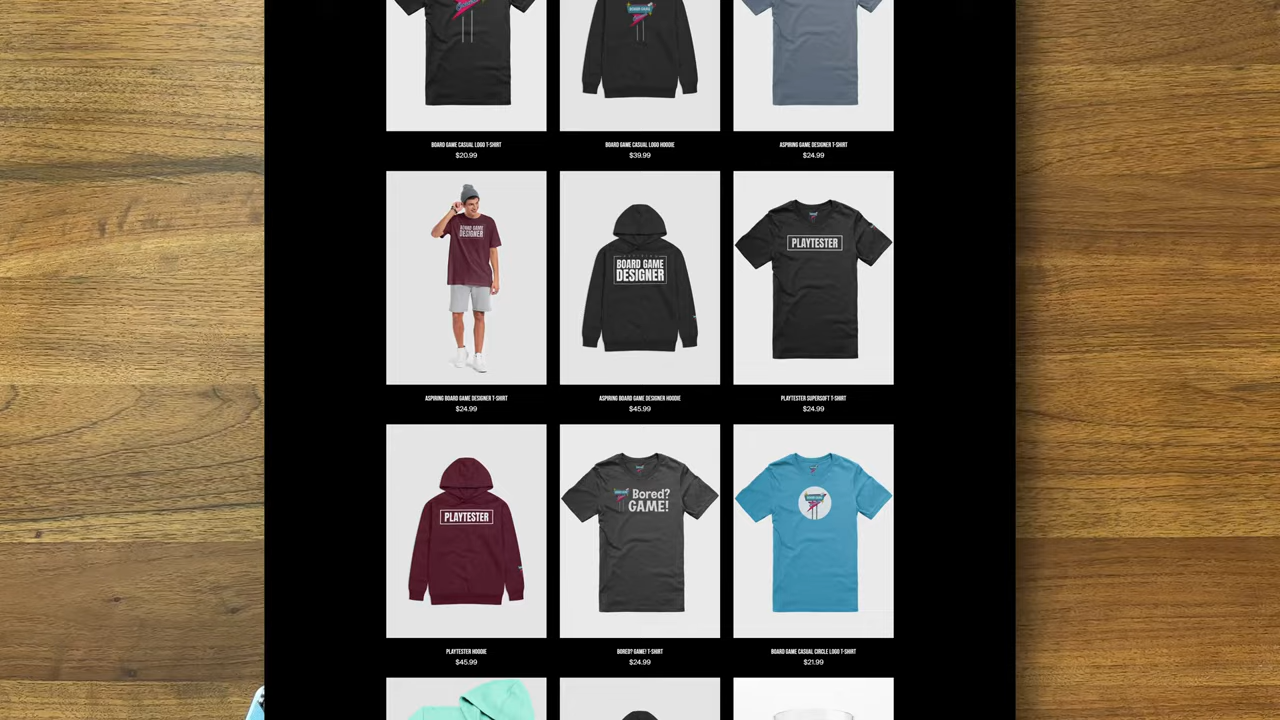 BOARD GAME CASUAL LOGO T-SHIRT
$20.99
BOARD GAME CASUAL LOGO HOODIE
$39.99
ASPIRING GAME DESIGNER T-SHIRT
$24.99
BOARD GAME
DESIGNER
BOARD GAME
DESIGNER
PLAYTESTER
ASPIRING BOARD GAME DESIGNER T-SHIRT
$24.99
ASPIRING BOARD GAME DESIGNER HOODIE
$45.99
PLAYTESTER SUPERSOFT T-SHIRT
$24.99
PLAYTESTER
Bored?
GAME!
PLAYTESTER HOODIE
$45.99
BORED? GAME! T-SHIRT
$24.99
BOARD GAME CASUAL CIRCLE LOGO T-SHIRT
$21.99